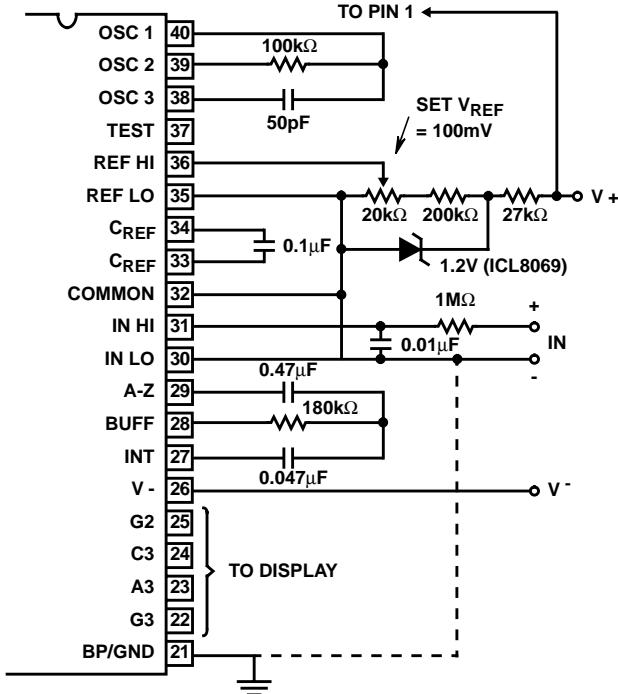 TO PIN 1
OSC 1 40
100kΩ
OSC 2 39
OSC 3 38
50pF
TEST 37
SET VREF
= 100mV
REF HI 36
REF LO 35
V +
20kΩ 200kΩ 27kΩ
CREF 34
0.1µF
CREF 33
1.2V (ICL8069)
COMMON 32
1MΩ
+
IN HI 31
IN
0.01µF
IN LO 30
-
0.47µF
A-Z 29
180kΩ
BUFF 28
INT 27
0.047µF
V - 26
V -
G2 25
C3 24
TO DISPLAY
A3 23
G3 22
BP/GND 21